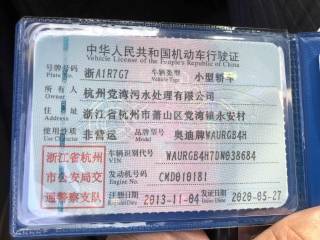 中华人民共和国机动车行驶证
Vehicle License of the People's Republic of China
号牌号码 浙A1R7G7 车辆类型 小型轿车
Plate No. Vehicle Type
所有人 杭州党湾污水处理有限公司
Owner
住址 浙江省杭州市萧山区党湾镇永安村
Address
使用性质 非营运 品牌型号 奥迪牌WAURGB4H
Use Character Model
浙江省杭州市公安局交通警察支队
车辆识别代号 WAURGB4H7DN038684
VIN
发动机号码 CMD010181
Engine No.
注册日期 2013-11-04 发证日期 2020-05-27
Register Date Issue Date